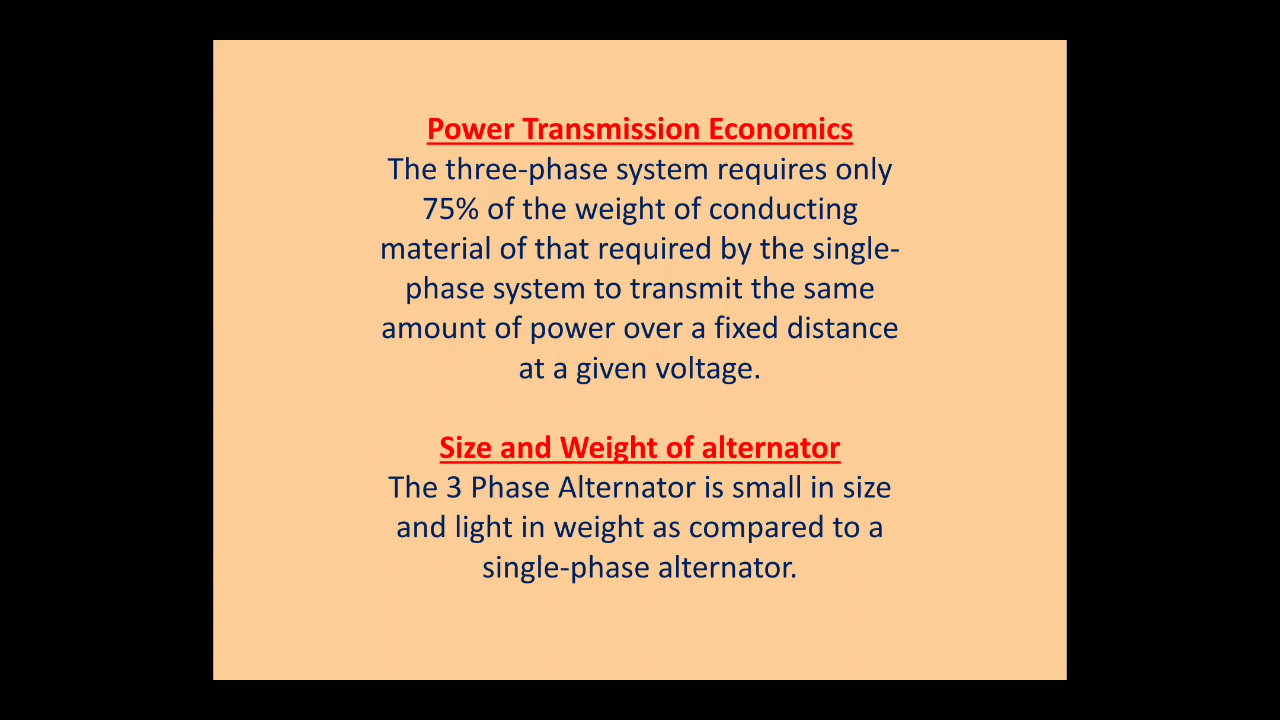 Power Transmission Economics
The three-phase system requires only
75% of the weight of conducting
material of that required by the single-
phase system to transmit the same
amount of power over a fixed distance
at a given voltage.
Size and Weight of alternator
The 3 Phase Alternator is small in size
and light in weight as compared to a
single-phase alternator.